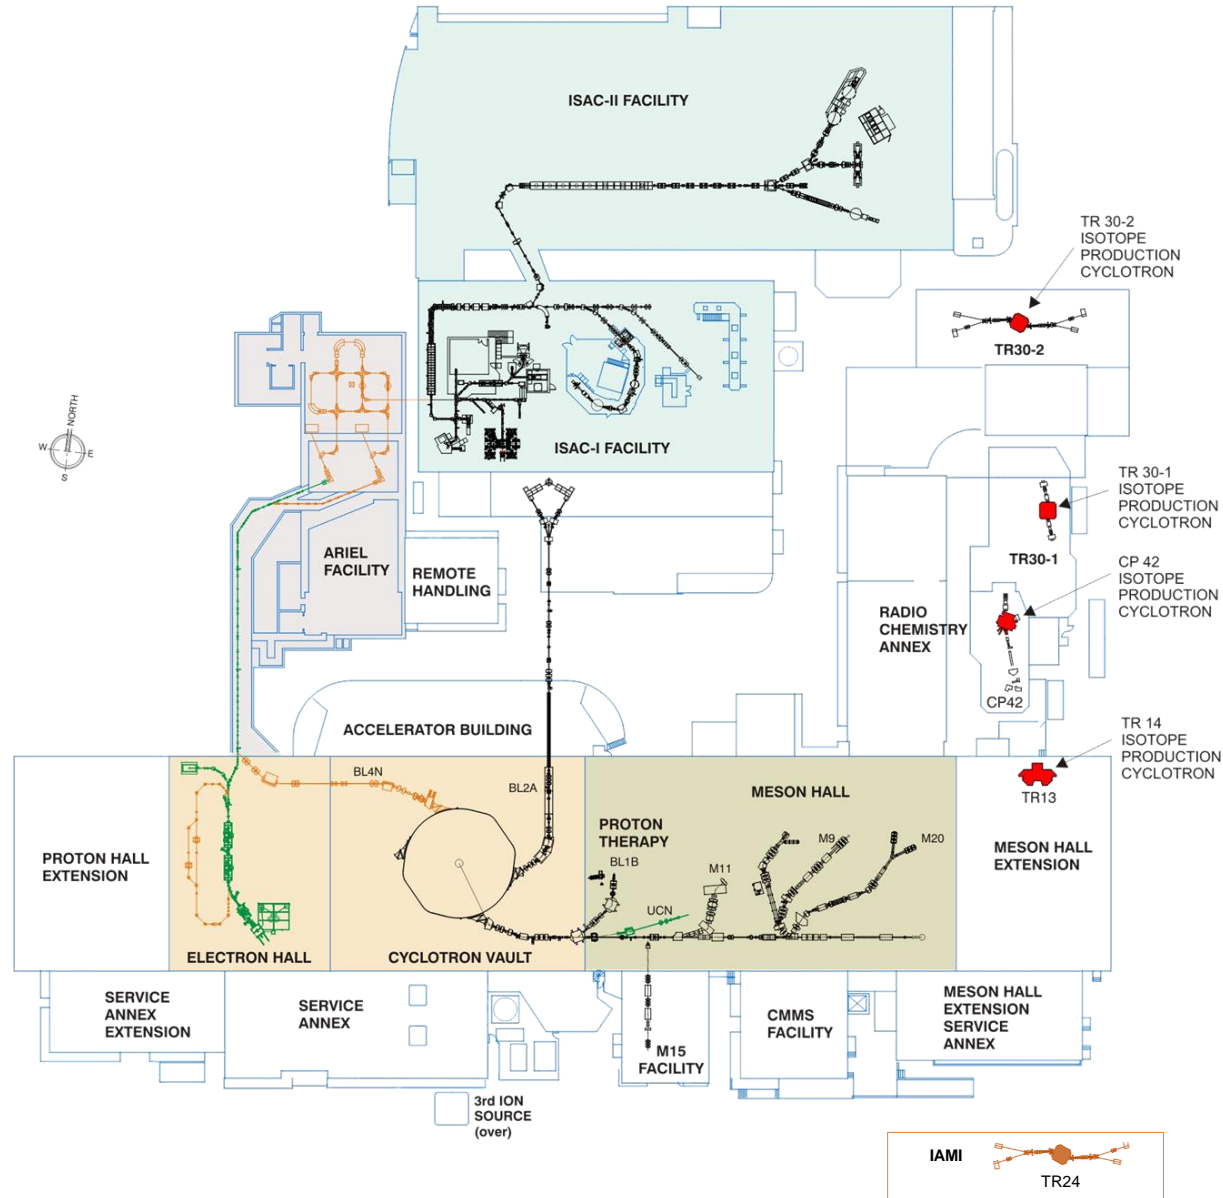 ISAC-II FACILITY
TR 30-2
ISOTOPE
PRODUCTION
CYCLOTRON
TR30-2
NORTH
W
E
S
ISAC-I FACILITY
TR 30-1
ISOTOPE
PRODUCTION
CYCLOTRON
TR30-1
ARIEL
FACILITY
REMOTE
HANDLING
CP 42
ISOTOPE
PRODUCTION
CYCLOTRON
RADIO
CHEMISTRY
ANNEX
CP42
ACCELERATOR BUILDING
TR 14
ISOTOPE
PRODUCTION
CYCLOTRON
TR13
BL4N
BL2A
MESON HALL
PROTON
THERAPY
BL1B
M9
M20
M11
UCN
PROTON HALL
EXTENSION
MESON HALL
EXTENSION
ELECTRON HALL
CYCLOTRON VAULT
SERVICE
ANNEX
EXTENSION
SERVICE
ANNEX
M15
FACILITY
CMMS
FACILITY
MESON HALL
EXTENSION
SERVICE
ANNEX
3rd ION
SOURCE
(over)
IAMI
TR24